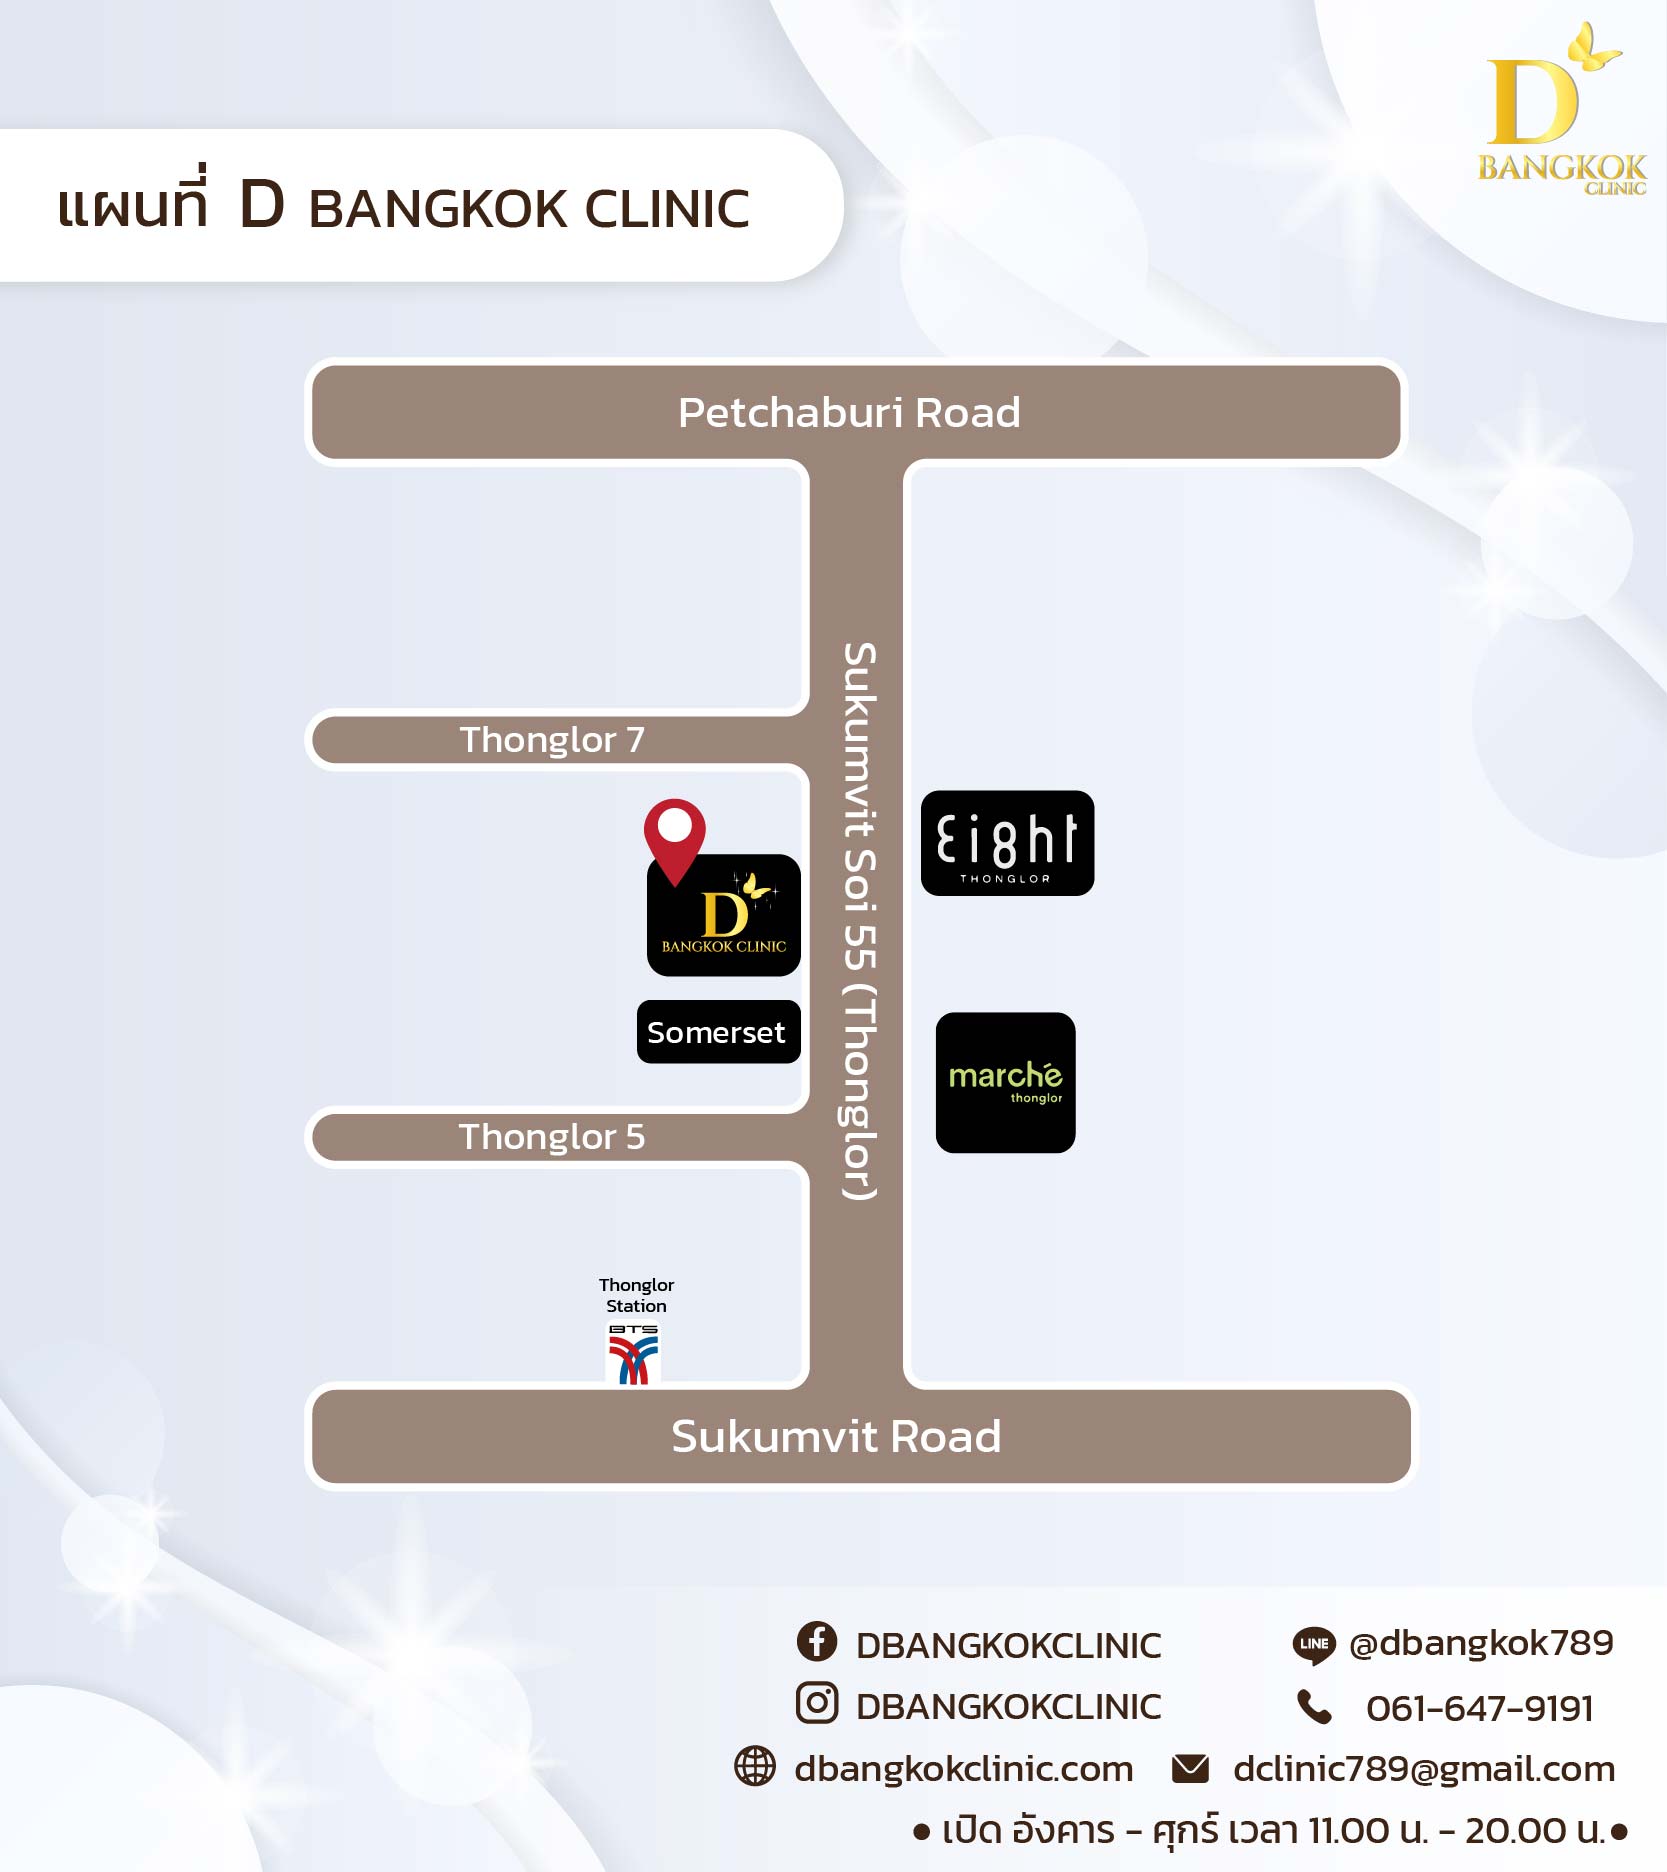 D
BANGKOK
CLINIC
แผนที่ D BANGKOK CLINIC
Petchaburi Road
Sukumvit Soi 55 (Thonglor)
Thonglor 7
Eight
THONGLOR
D
BANGKOK CLINIC
Somerset
marché
thonglor
Thonglor 5
Thonglor
Station
BTS
Sukumvit Road
DBANGKOKCLINIC
LINE @dbangkok789
DBANGKOKCLINIC
061-647-9191
dbangkokclinic.com
dclinic789@gmail.com
• เปิด อังคาร - ศุกร์ เวลา 11.00 น. - 20.00 น.•